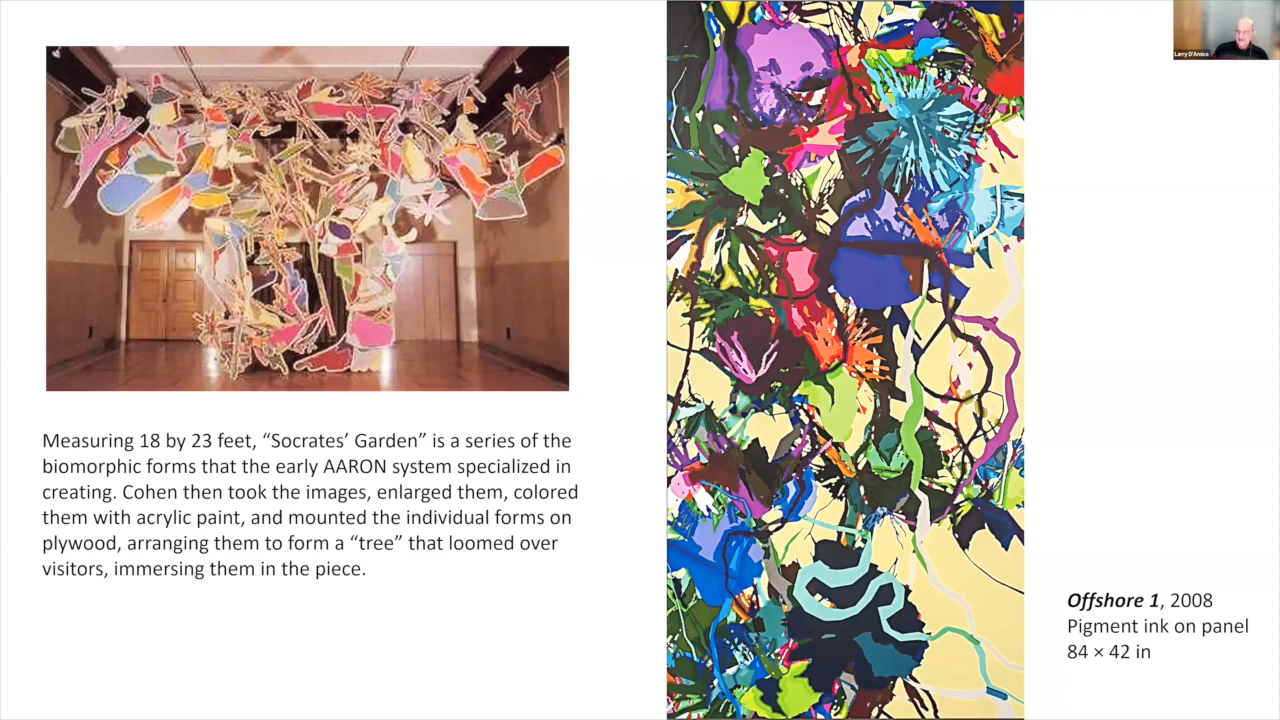 Larry D'Amico
Measuring 18 by 23 feet, “Socrates’ Garden” is a series of the
biomorphic forms that the early AARON system specialized in
creating. Cohen then took the images, enlarged them, colored
them with acrylic paint, and mounted the individual forms on
plywood, arranging them to form a “tree” that loomed over
visitors, immersing them in the piece.
Offshore 1, 2008
Pigment ink on panel
84 × 42 in